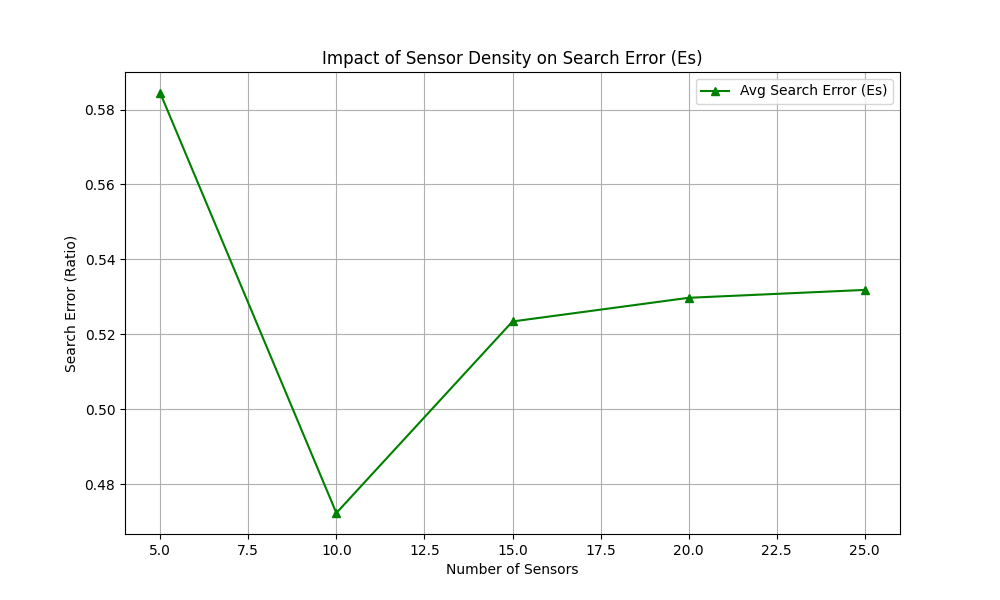 Impact of Sensor Density on Search Error (Es)
Avg Search Error (Es)
Search Error (Ratio)
0.58
0.56
0.54
0.52
0.50
0.48
5.0 7.5 10.0 12.5 15.0 17.5 20.0 22.5 25.0
Number of Sensors